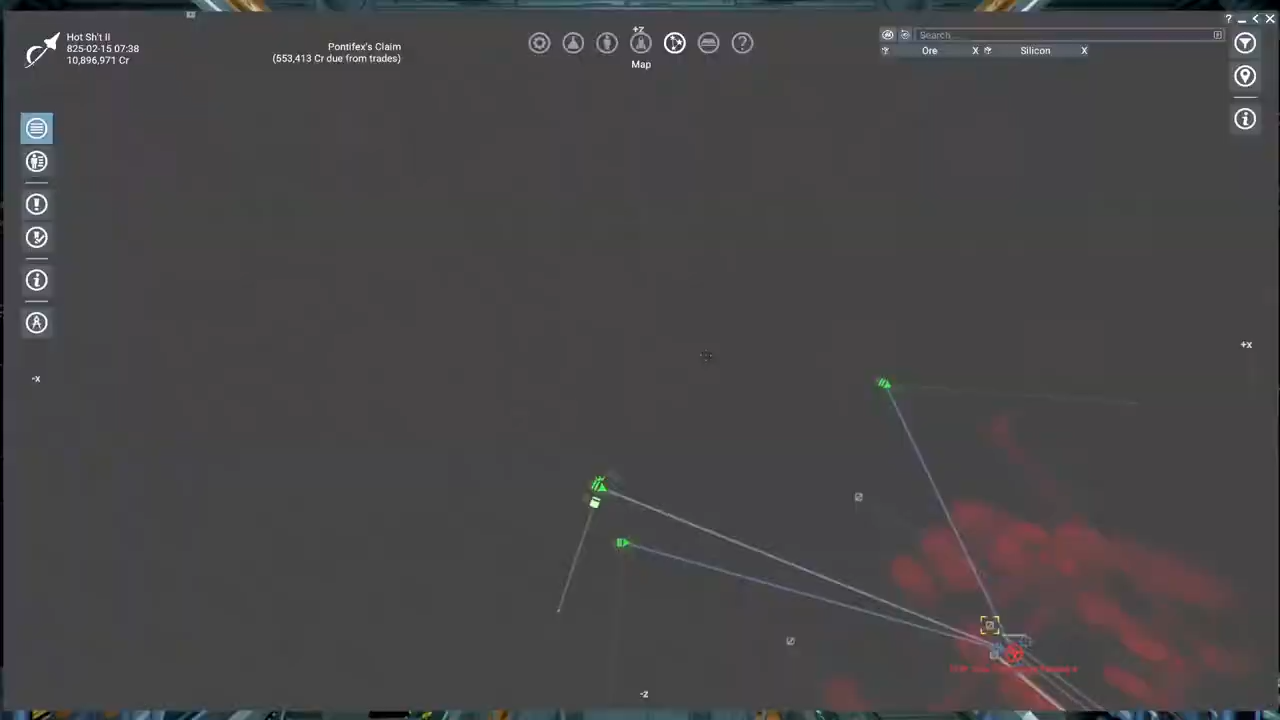 Hot Sh't II
825-02-15 07:38
10,896,971 Cr
Pontifex's Claim
(553,413 Cr due from trades)
+Z
Map
Search...
Ore X
Silicon X
-X
+X
-Z